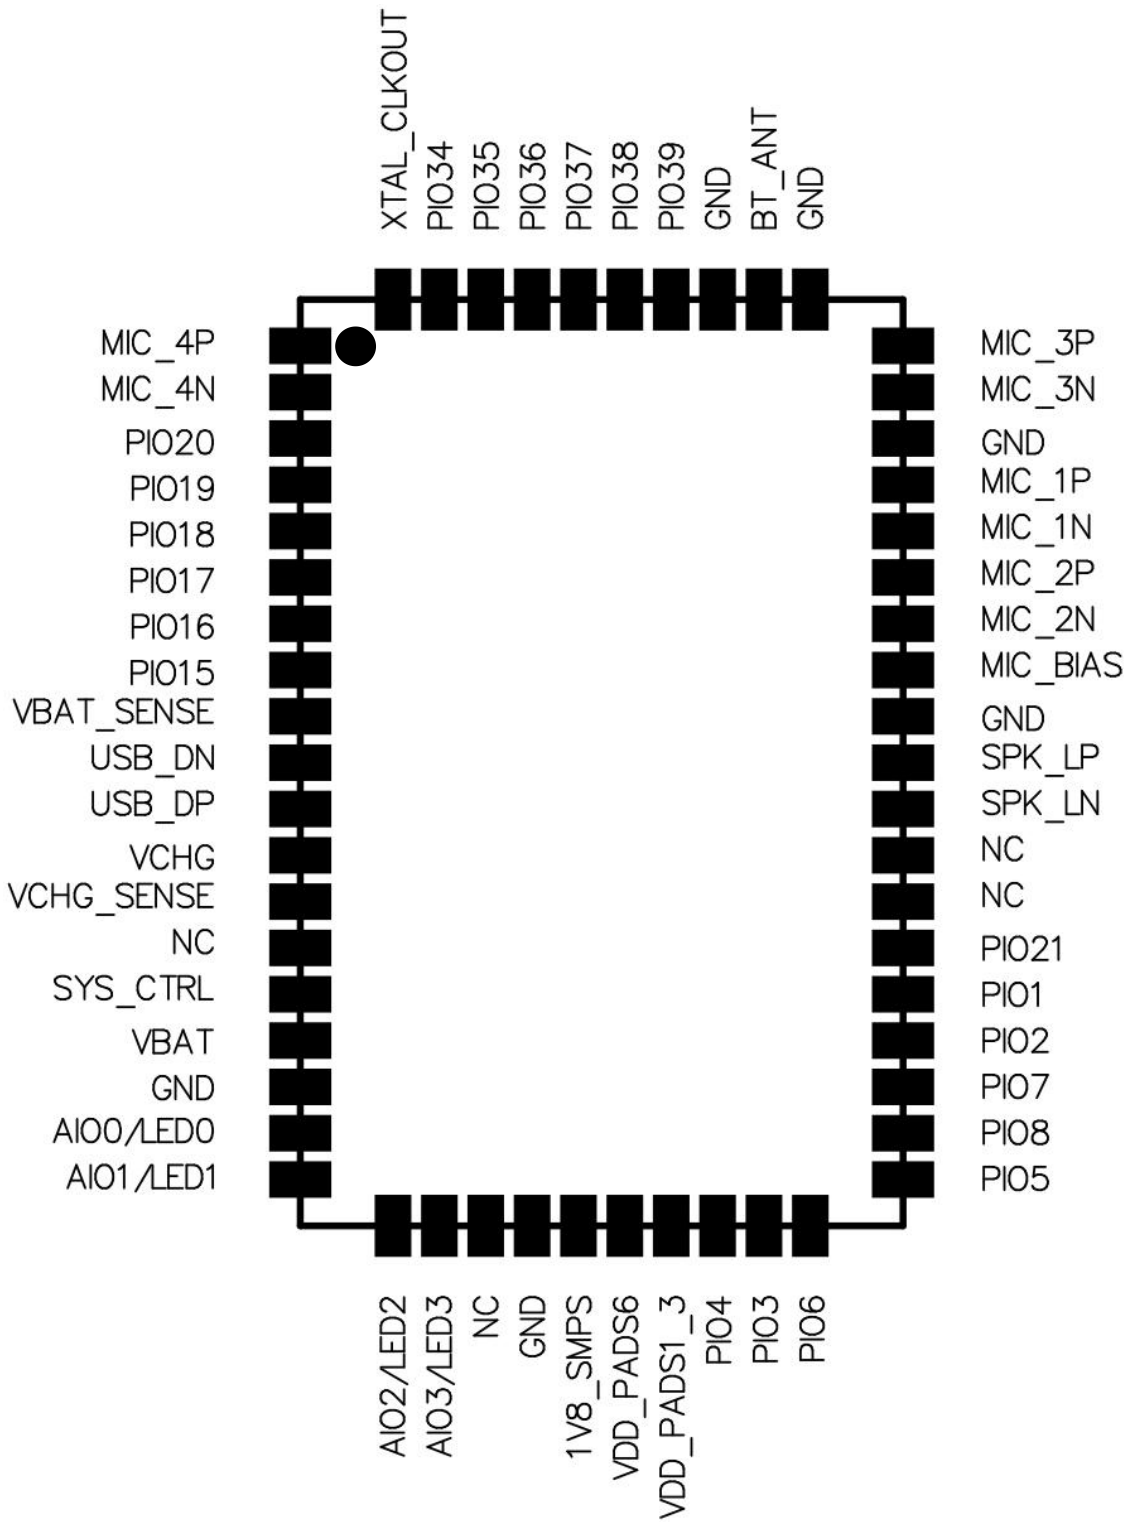 XTAL_CLKOUT
PIO34
PIO35
PIO36
PIO37
PIO38
PIO39
GND
BT_ANT
GND
MIC_4P
MIC_4N
PIO20
PIO19
PIO18
PIO17
PIO16
PIO15
VBAT_SENSE
USB_DN
USB_DP
VCHG
VCHG_SENSE
NC
SYS_CTRL
VBAT
GND
AIO0/LED0
AIO1/LED1
MIC_3P
MIC_3N
GND
MIC_1P
MIC_1N
MIC_2P
MIC_2N
MIC_BIAS
GND
SPK_LP
SPK_LN
NC
NC
PIO21
PIO1
PIO2
PIO7
PIO8
PIO5
AIO2/LED2
AIO3/LED3
NC
GND
1V8_SMPS
VDD_PADS6
VDD_PADS1_3
PIO4
PIO3
PIO6